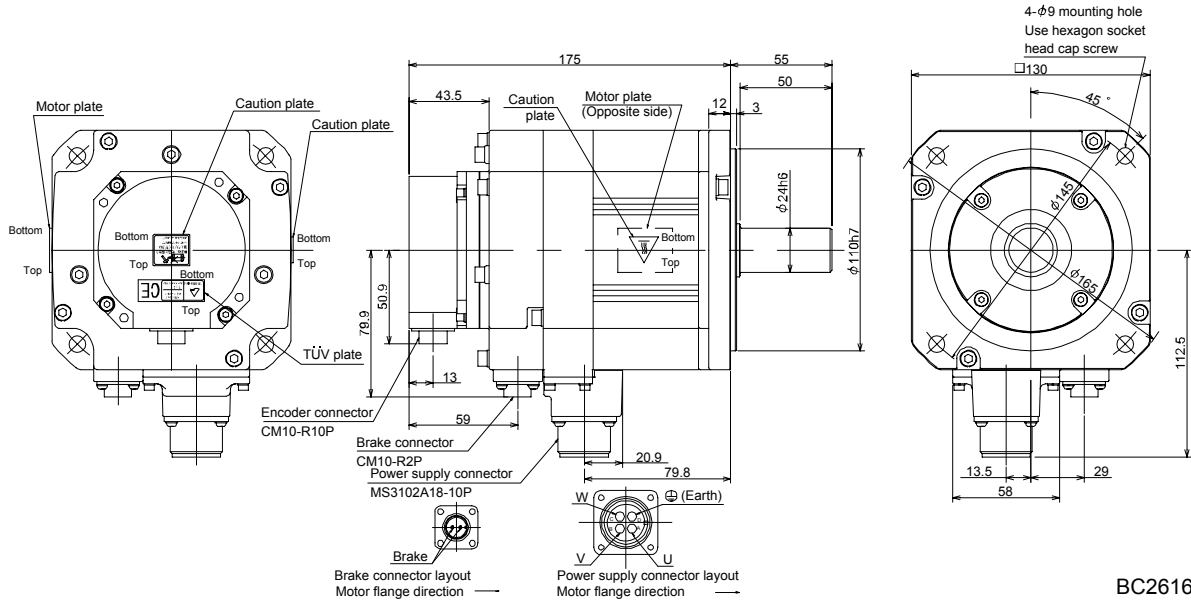 4-ϕ9 mounting hole
Use hexagon socket
head cap screw
□130
45°
175
55
43.5
50
12
3
Motor plate
Caution plate
Caution plate
Caution
plate
Motor plate
(Opposite side)
Bottom
Top
Bottom
Top
Bottom
Top
Bottom
Top
CE
TÜV plate
Bottom
Top
ϕ24h6
ϕ110h7
ϕ145
ϕ165
50.9
79.9
112.5
13
59
Encoder connector
CM10-R10P
Brake connector
CM10-R2P
Power supply connector
MS3102A18-10P
20.9
79.8
13.5
29
58
W
(Earth)
V
U
Brake
Brake connector layout
Motor flange direction
Power supply connector layout
Motor flange direction
BC26166